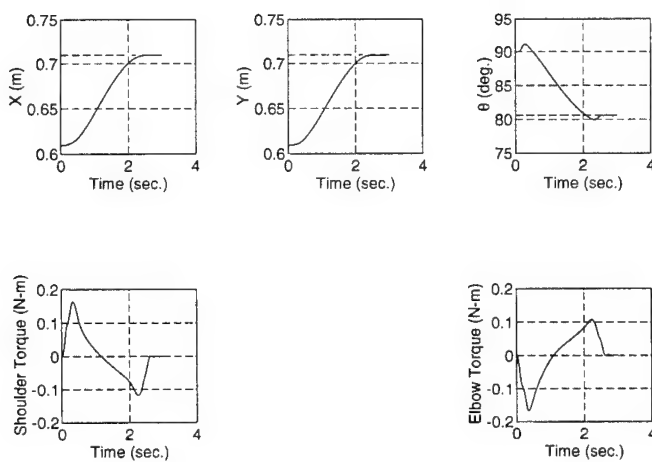 0.75
0.7
0.65
0.6
X (m)
0 2 4
Time (sec.)
0.75
0.7
0.65
0.6
Y (m)
0 2 4
Time (sec.)
95
90
85
80
75
θ (deg.)
0 2 4
Time (sec.)
0.2
0.1
0
-0.1
-0.2
Shoulder Torque (N-m)
0 2 4
Time (sec.)
0.2
0.1
0
-0.1
-0.2
Elbow Torque (N-m)
0 2 4
Time (sec.)